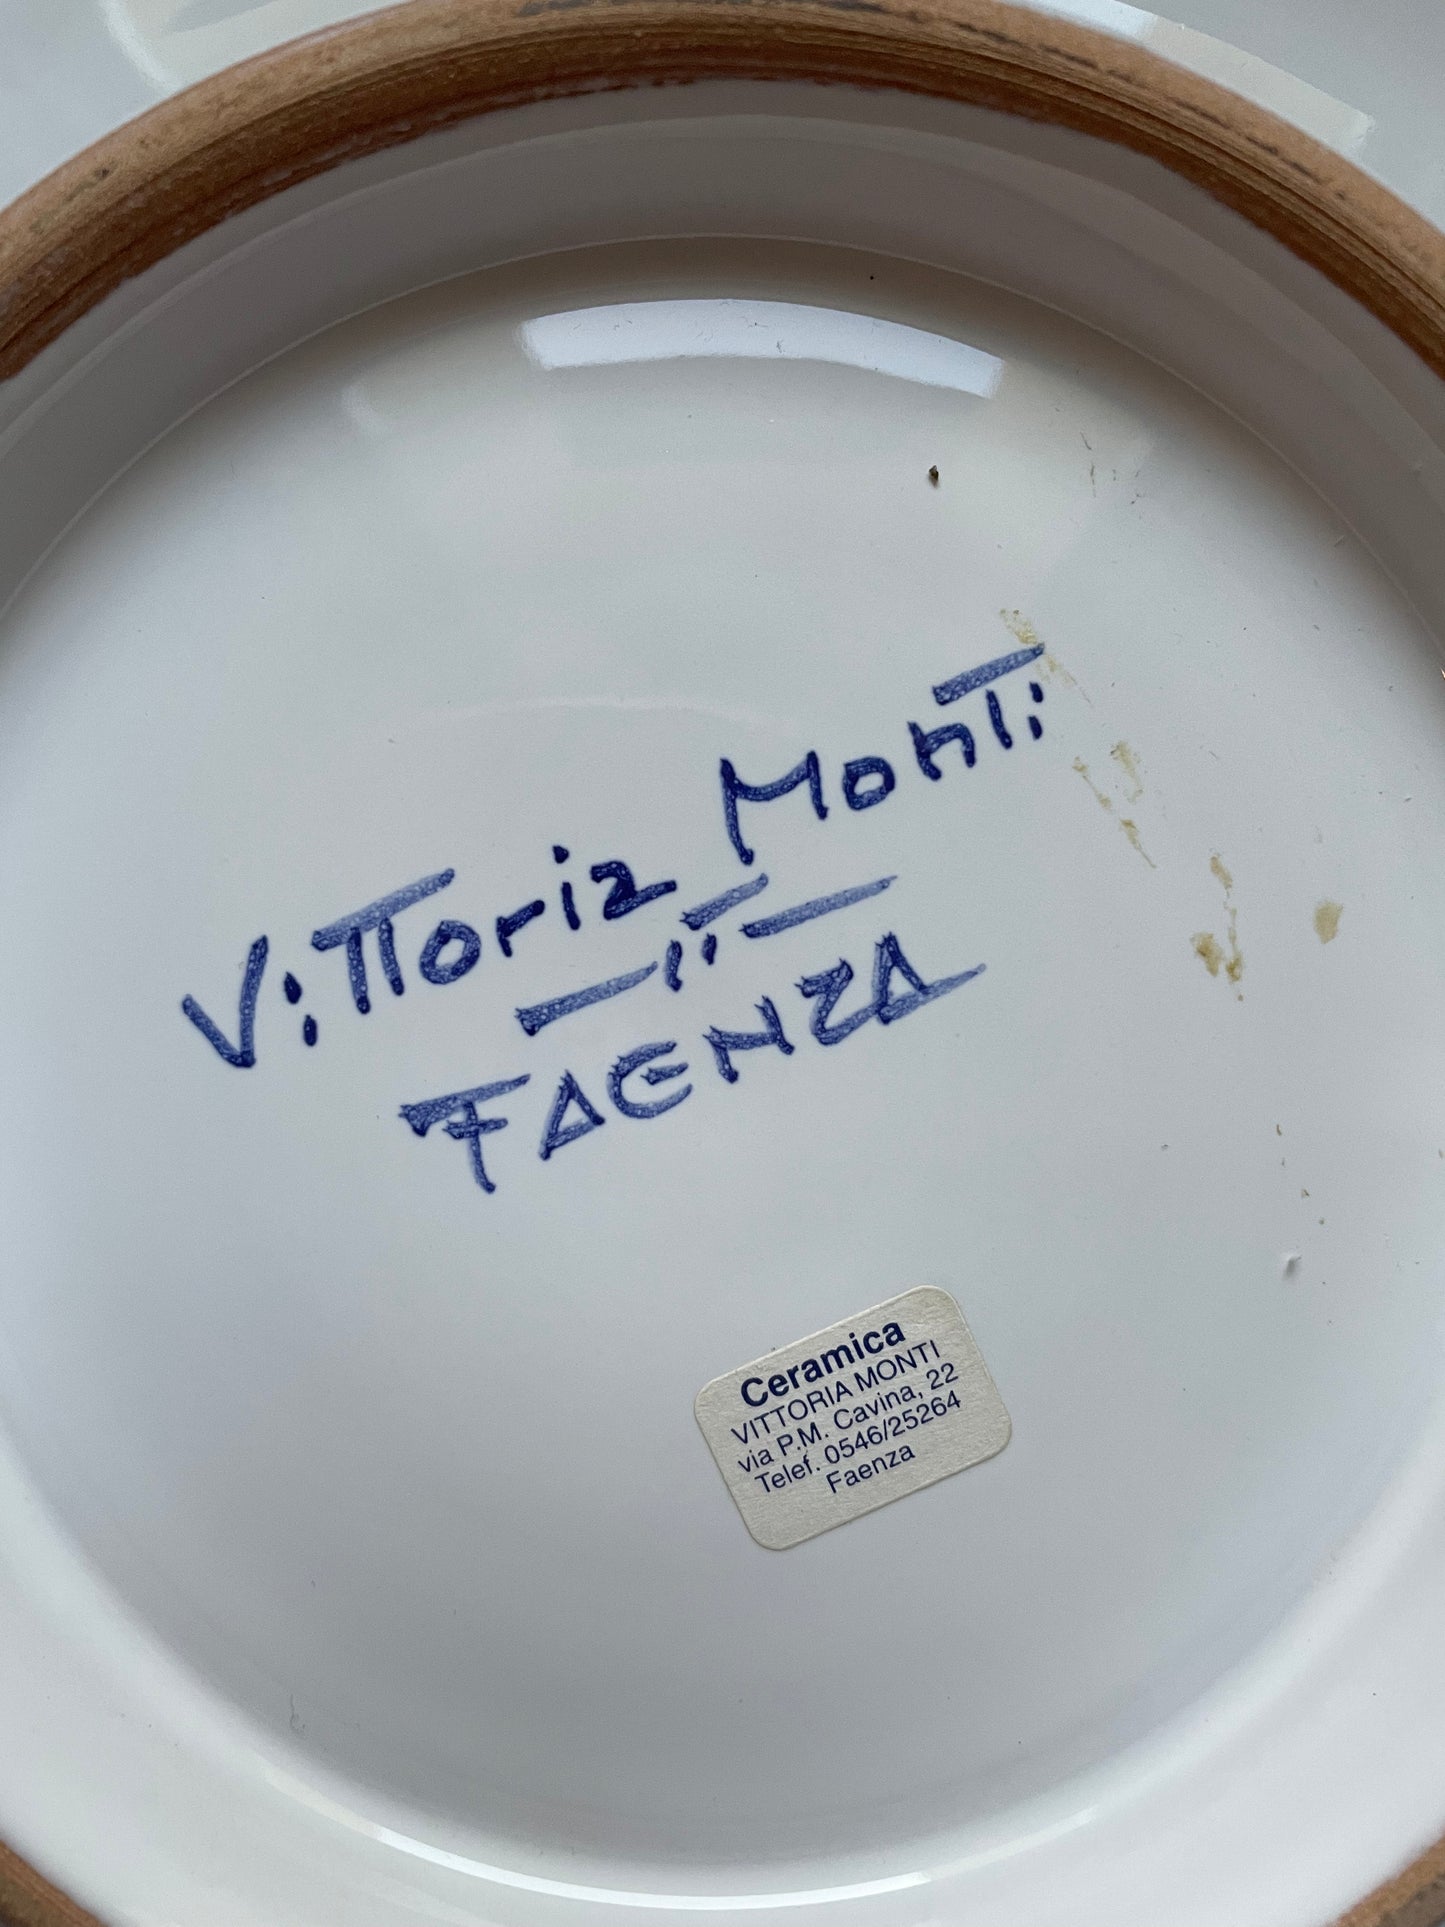 Vittoria Monti
FAENZA
Ceramica
VITTORIA MONTI
via P.M. Cavina, 22
Telef. 0546/25264
Faenza